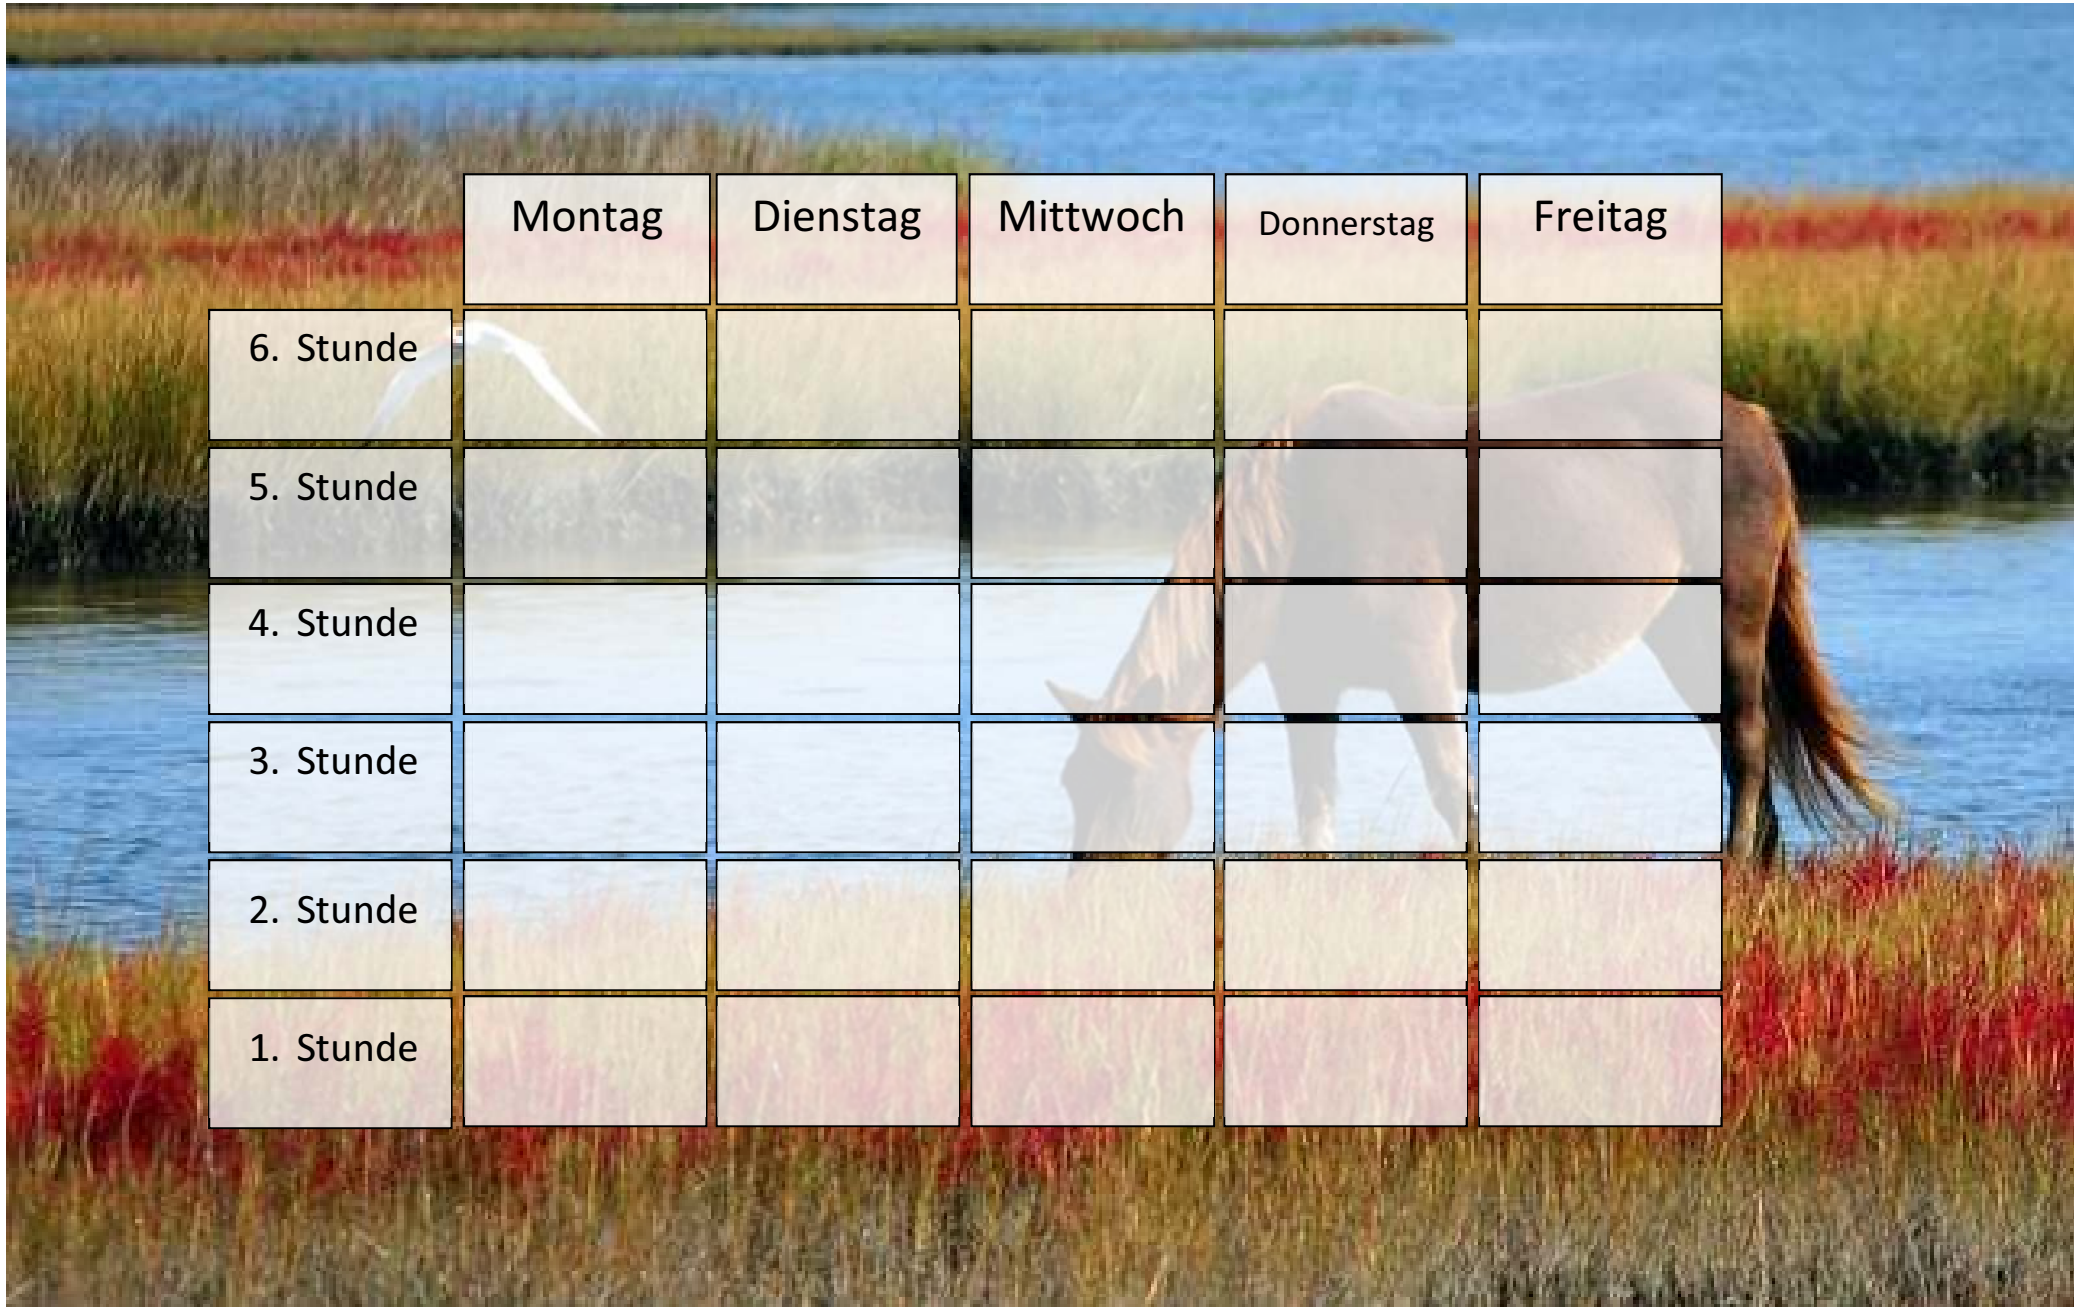 Montag Dienstag Mittwoch Donnerstag Freitag
6. Stunde
5. Stunde
4. Stunde
3. Stunde
2. Stunde
1. Stunde